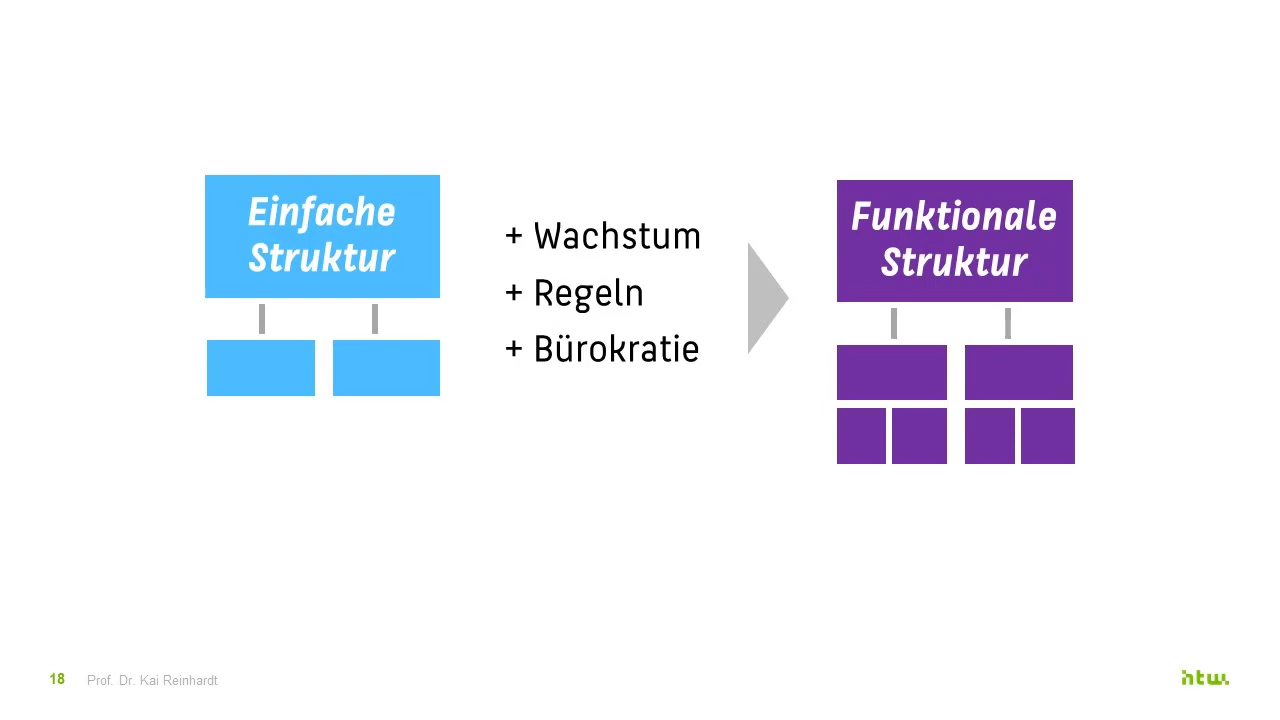 Einfache
Struktur
+ Wachstum
+ Regeln
+ Bürokratie
Funktionale
Struktur
18 Prof. Dr. Kai Reinhardt
htw.